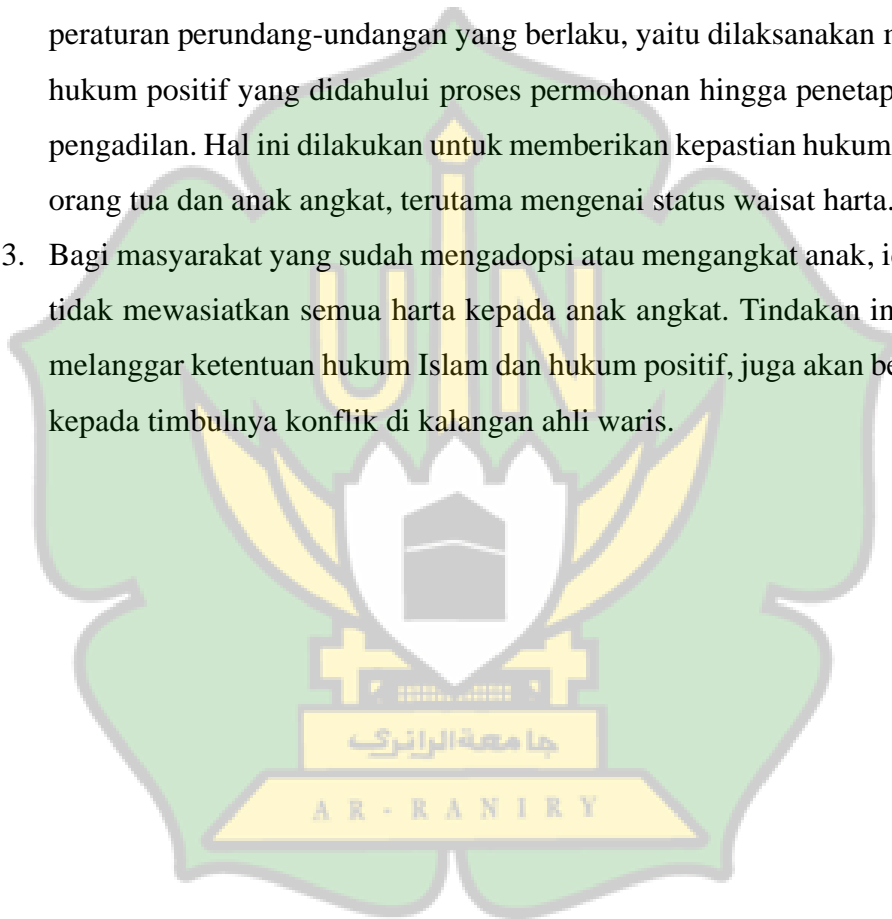 peraturan perundang-undangan yang berlaku, yaitu dilaksanakan
hukum positif yang didahului proses permohonan hingga
pengadilan. Hal ini dilakukan untuk memberikan kepastian hukum
orang tua dan anak angkat, terutama mengenai status waisat harta.
3. Bagi masyarakat yang sudah mengadopsi atau mengangkat anak,
tidak mewasiatkan semua harta kepada anak angkat. Tindakan
melanggar ketentuan hukum Islam dan hukum positif, juga akan
kepada timbulnya konflik di kalangan ahli waris.
UIN
جامعة الرانري
AR-RANIRY